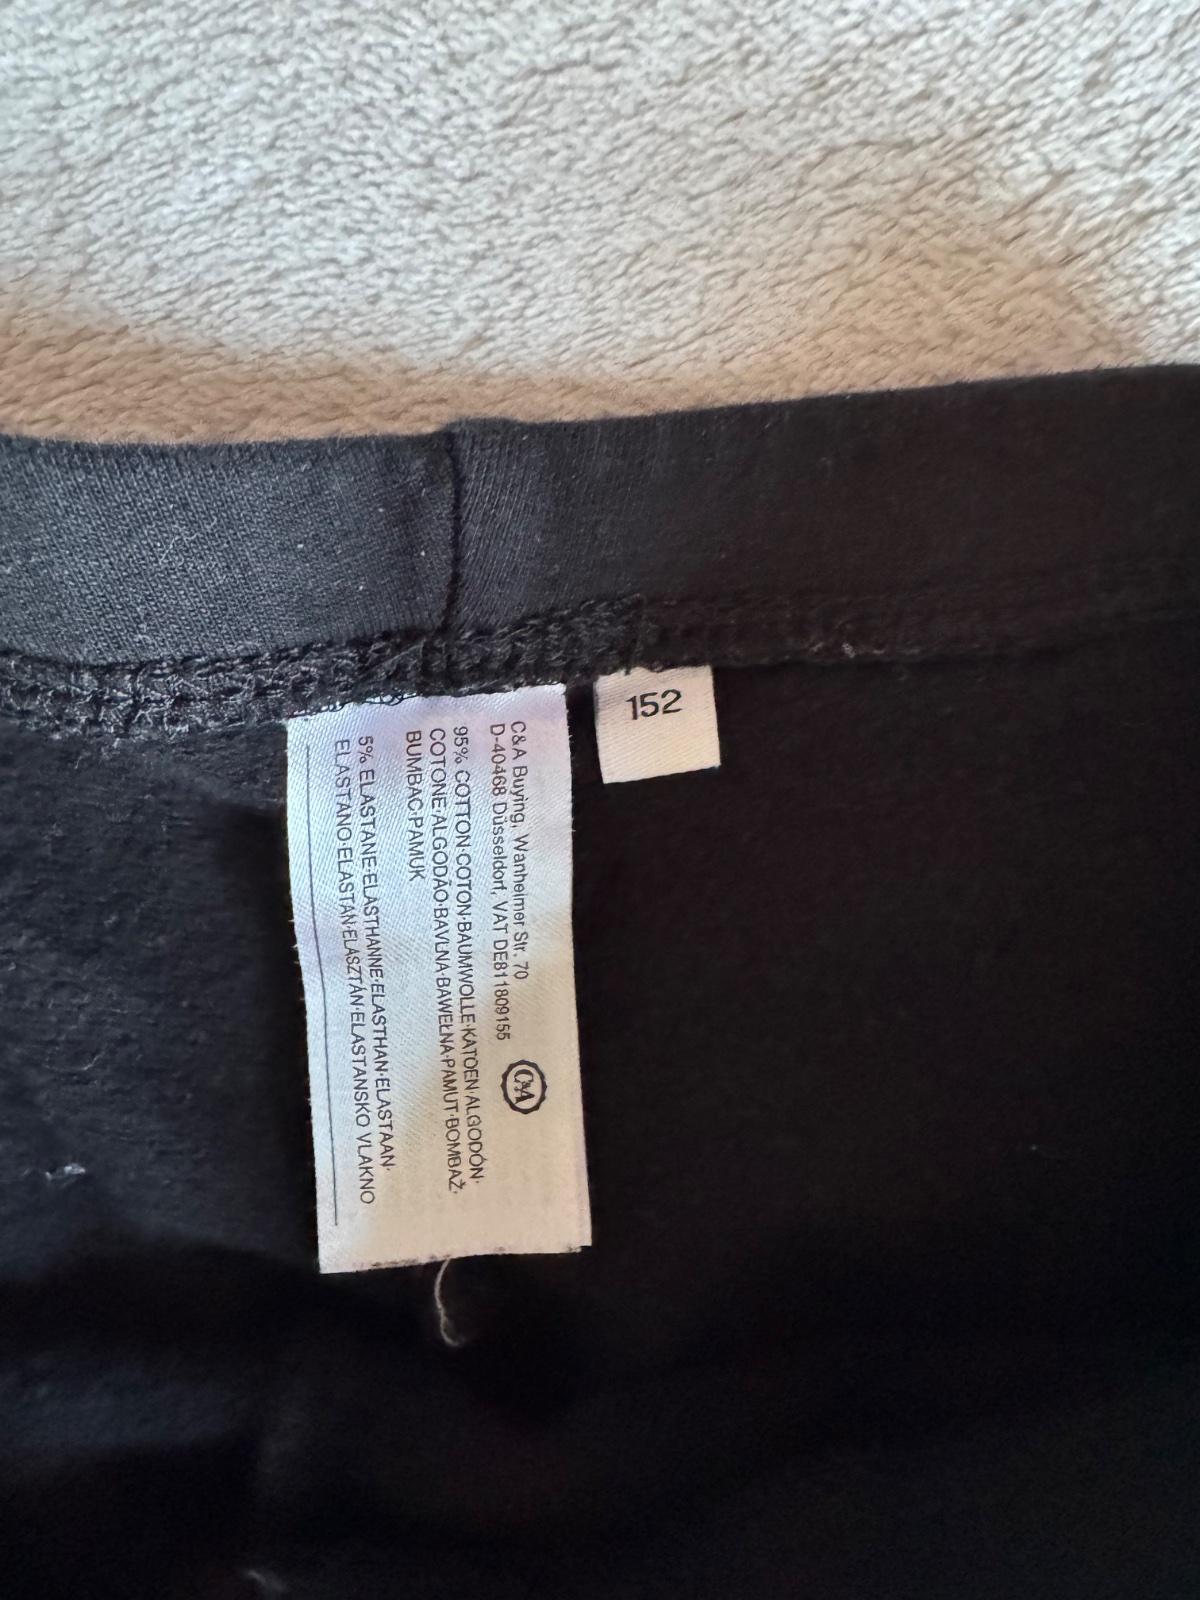 152
C&A Buying, Wanheimer Str. 70
D-40468 Düsseldorf, VAT DE811809155
C&A
95% COTTON·COTON·BAUMWOLLE·KATOEN·ALGODÓN·
COTONE·ALGODÃO·BAVLNA·BAWEŁNA·PAMUT·BOMBAŽ·
BUMBAC·PAMUK
5% ELASTANE·ELASTHANNE·ELASTHAN·ELASTAAN·
ELASTANO·ELASTAN·ELASZTÁN·ELASTANSKO VLAKNO